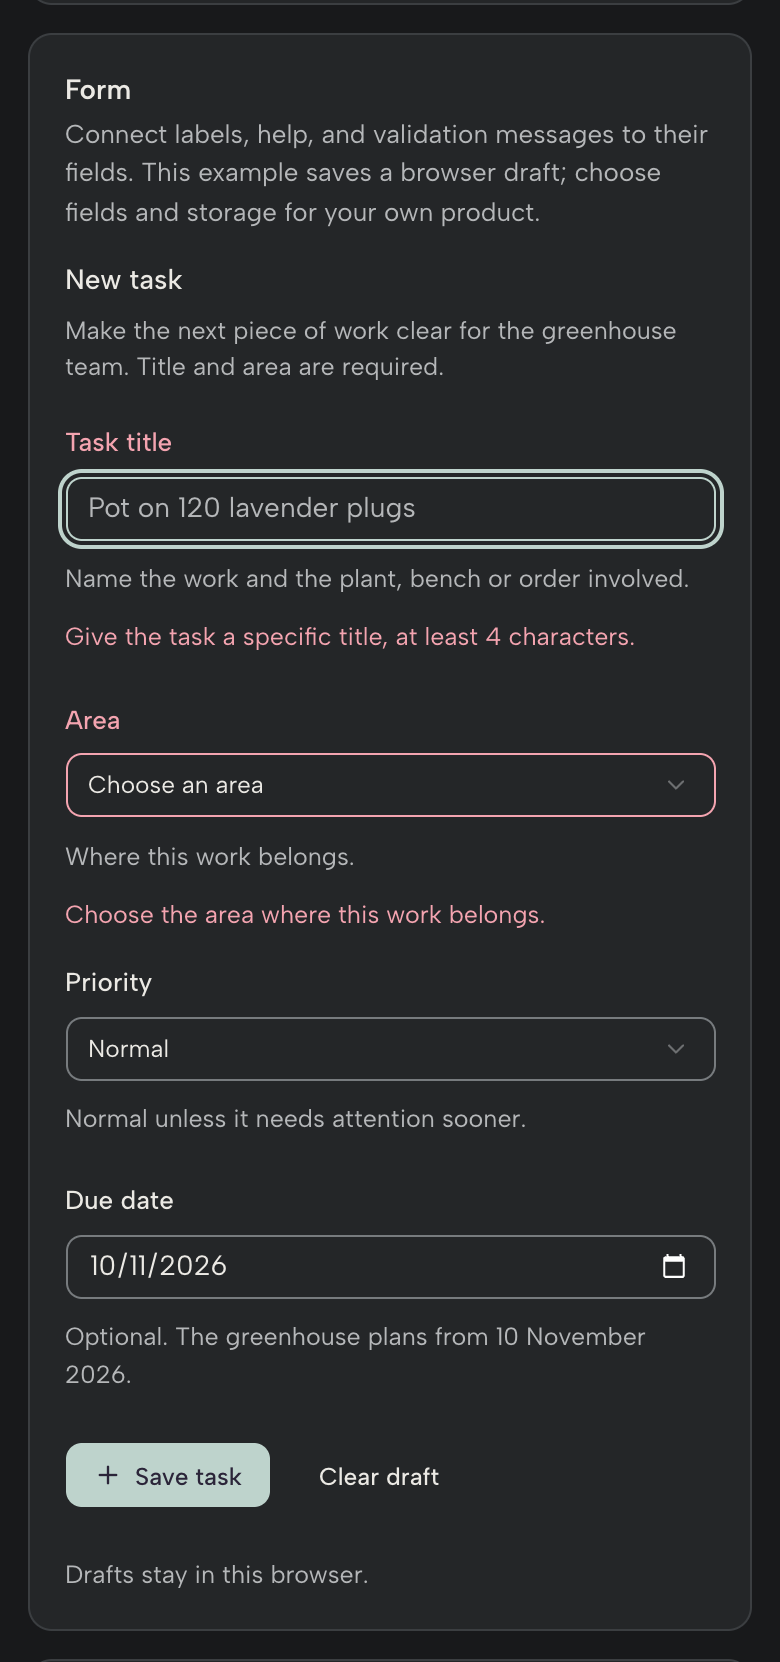 Form
Connect labels, help, and validation messages to their
fields. This example saves a browser draft; choose
fields and storage for your own product.
New task
Make the next piece of work clear for the greenhouse
team. Title and area are required.
Task title
Pot on 120 lavender plugs
Name the work and the plant, bench or order involved.
Give the task a specific title, at least 4 characters.
Area
Choose an area
Where this work belongs.
Choose the area where this work belongs.
Priority
Normal
Normal unless it needs attention sooner.
Due date
10/11/2026
Optional. The greenhouse plans from 10 November
2026.
+ Save task
Clear draft
Drafts stay in this browser.